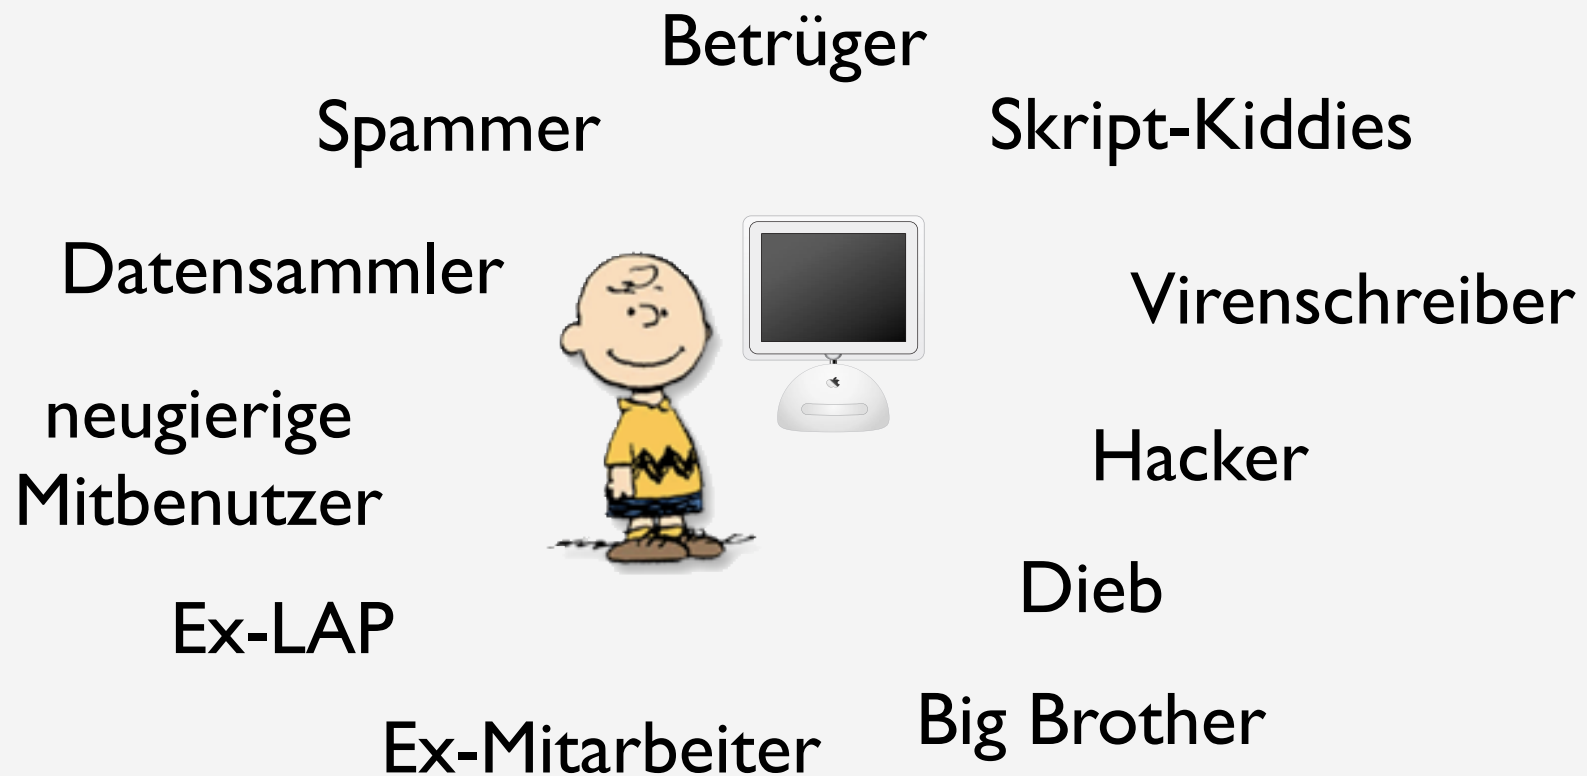 Betrüger
Spammer
Skript-Kiddies
Datensammler
Virenschreiber
neugierige
Mitbenutzer
Hacker
Dieb
Ex-LAP
Big Brother
Ex-Mitarbeiter